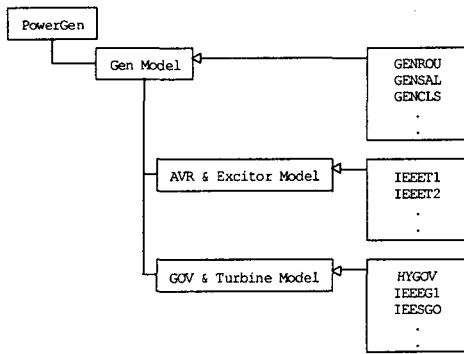 PowerGen
Gen Model
GENROU
GENSAL
GENCLS
.
.
AVR & Excitor Model
IEEET1
IEEET2
.
.
GOV & Turbine Model
HYGOV
IEEEG1
IEESGO
.
.